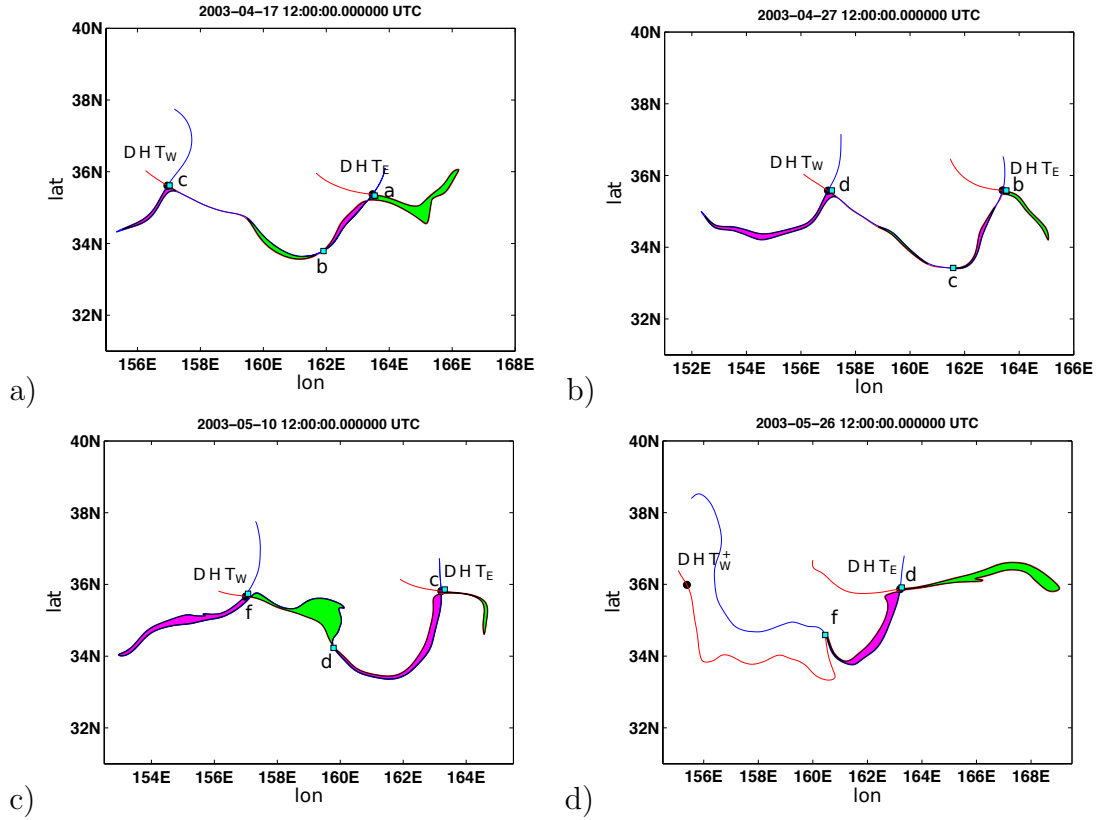 2003−04−17 12:00:00.000000 UTC
40N
38N
36N
34N
32N
lat
DHT_W
c
DHT_E
a
b
156E 158E 160E 162E 164E 166E 168E
lon
a)
2003−04−27 12:00:00.000000 UTC
40N
38N
36N
34N
32N
lat
DHT_W
d
b
DHT_E
c
152E 154E 156E 158E 160E 162E 164E 166E
lon
b)
2003−05−10 12:00:00.000000 UTC
40N
38N
36N
34N
32N
lat
DHT_W
f
c
DHT_E
d
154E 156E 158E 160E 162E 164E
lon
c)
2003−05−26 12:00:00.000000 UTC
40N
38N
36N
34N
32N
lat
DHT_W^+
DHT_E
d
f
156E 158E 160E 162E 164E 166E 168E
lon
d)